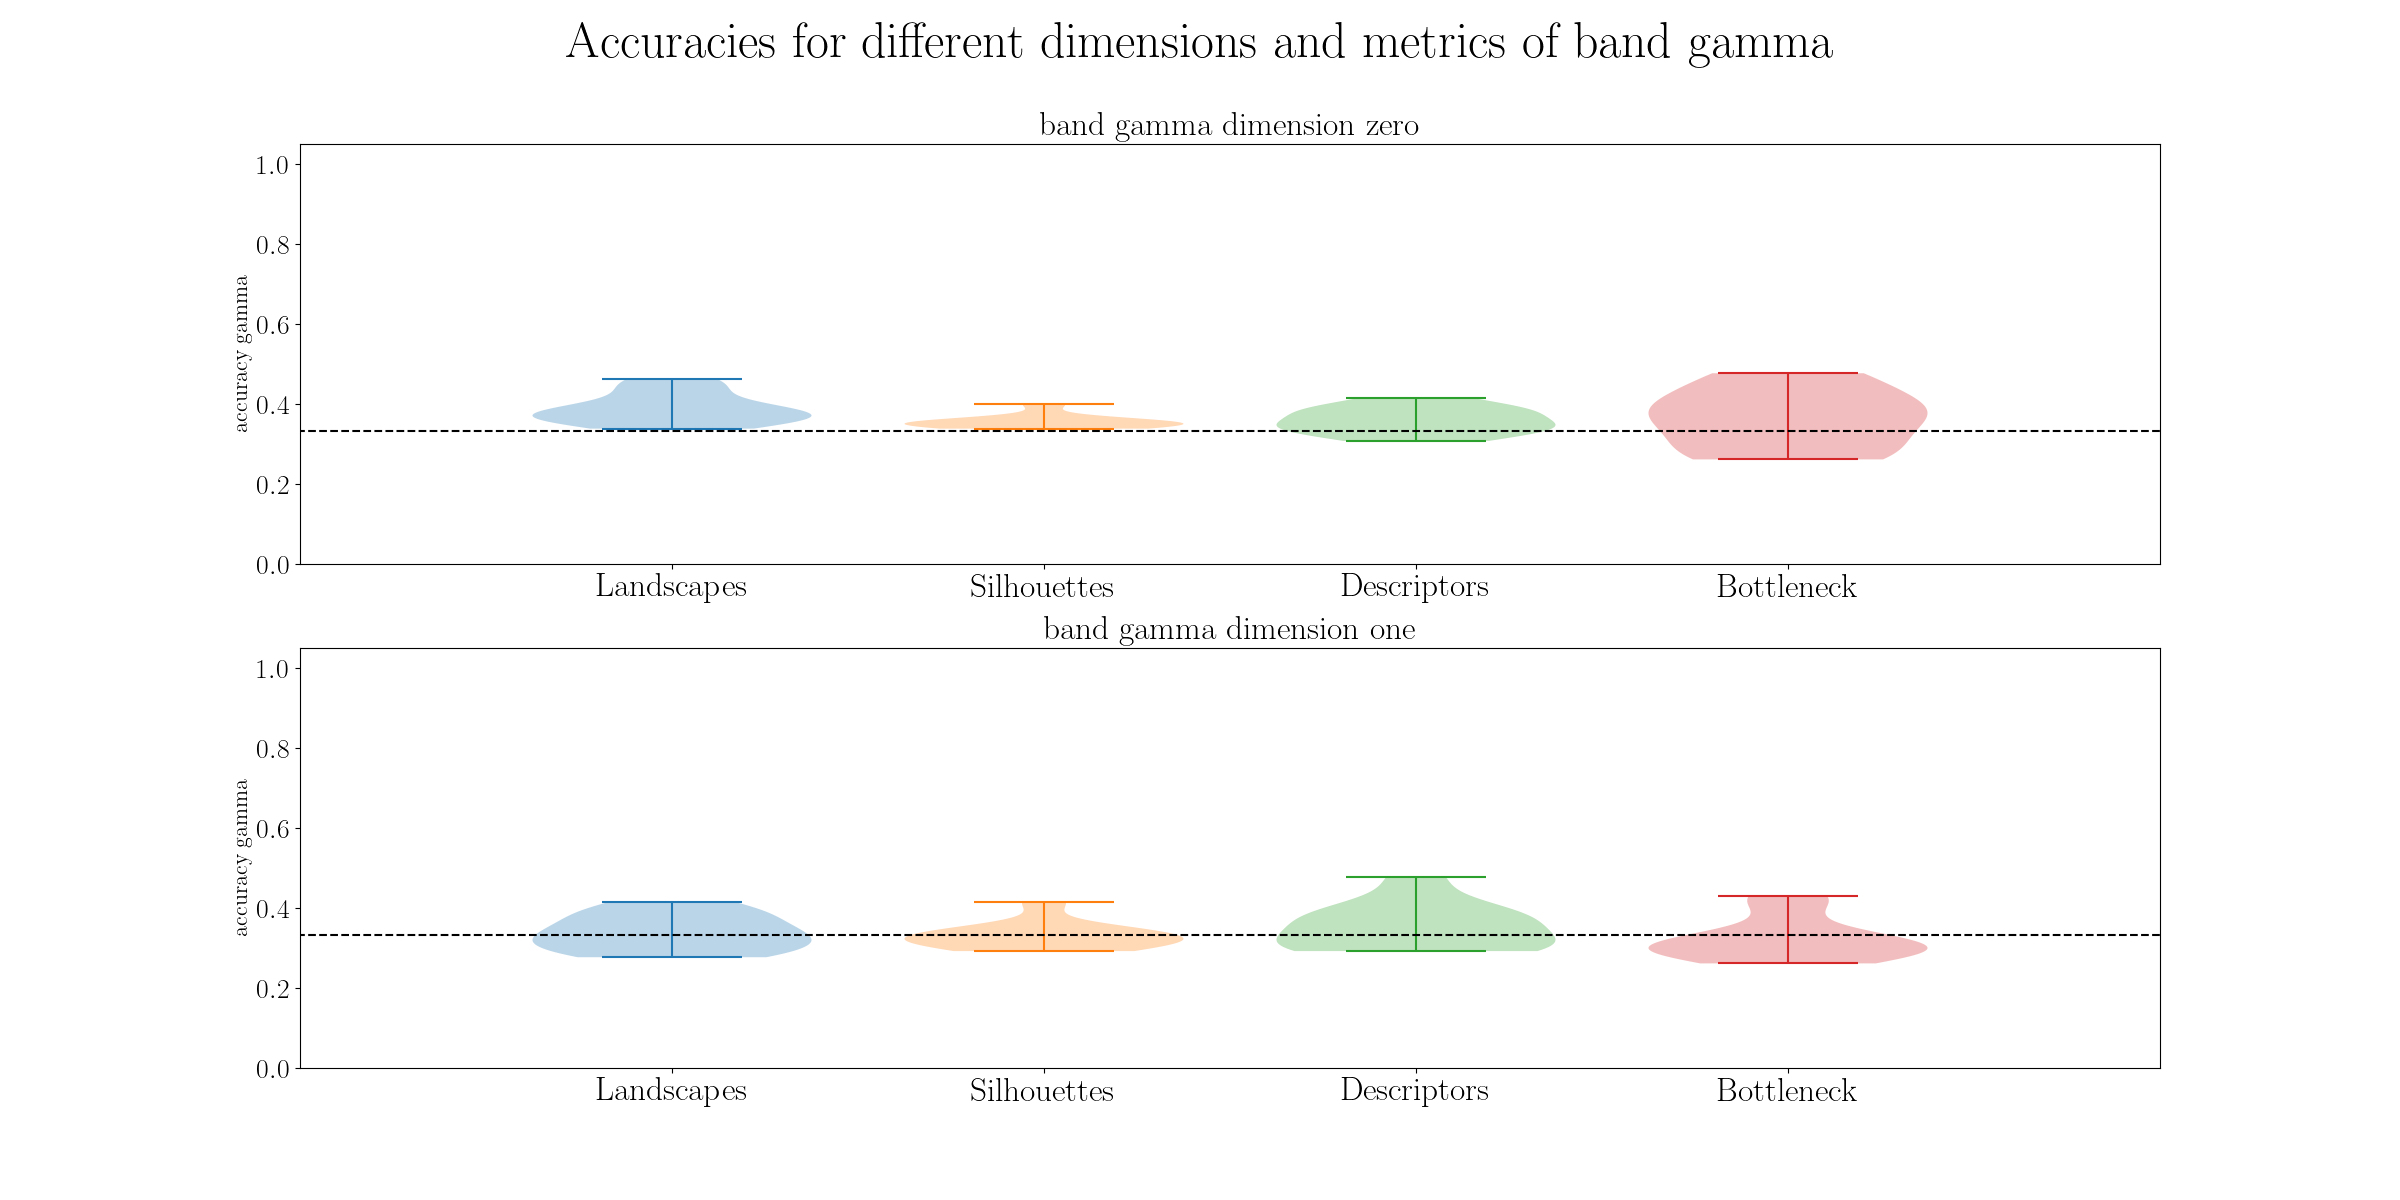 Accuracies for different dimensions and metrics of band gamma
band gamma dimension zero
1.0
0.8
0.6
0.4
0.2
0.0
accuracy gamma
Landscapes Silhouettes Descriptors Bottleneck
band gamma dimension one
1.0
0.8
0.6
0.4
0.2
0.0
accuracy gamma
Landscapes Silhouettes Descriptors Bottleneck